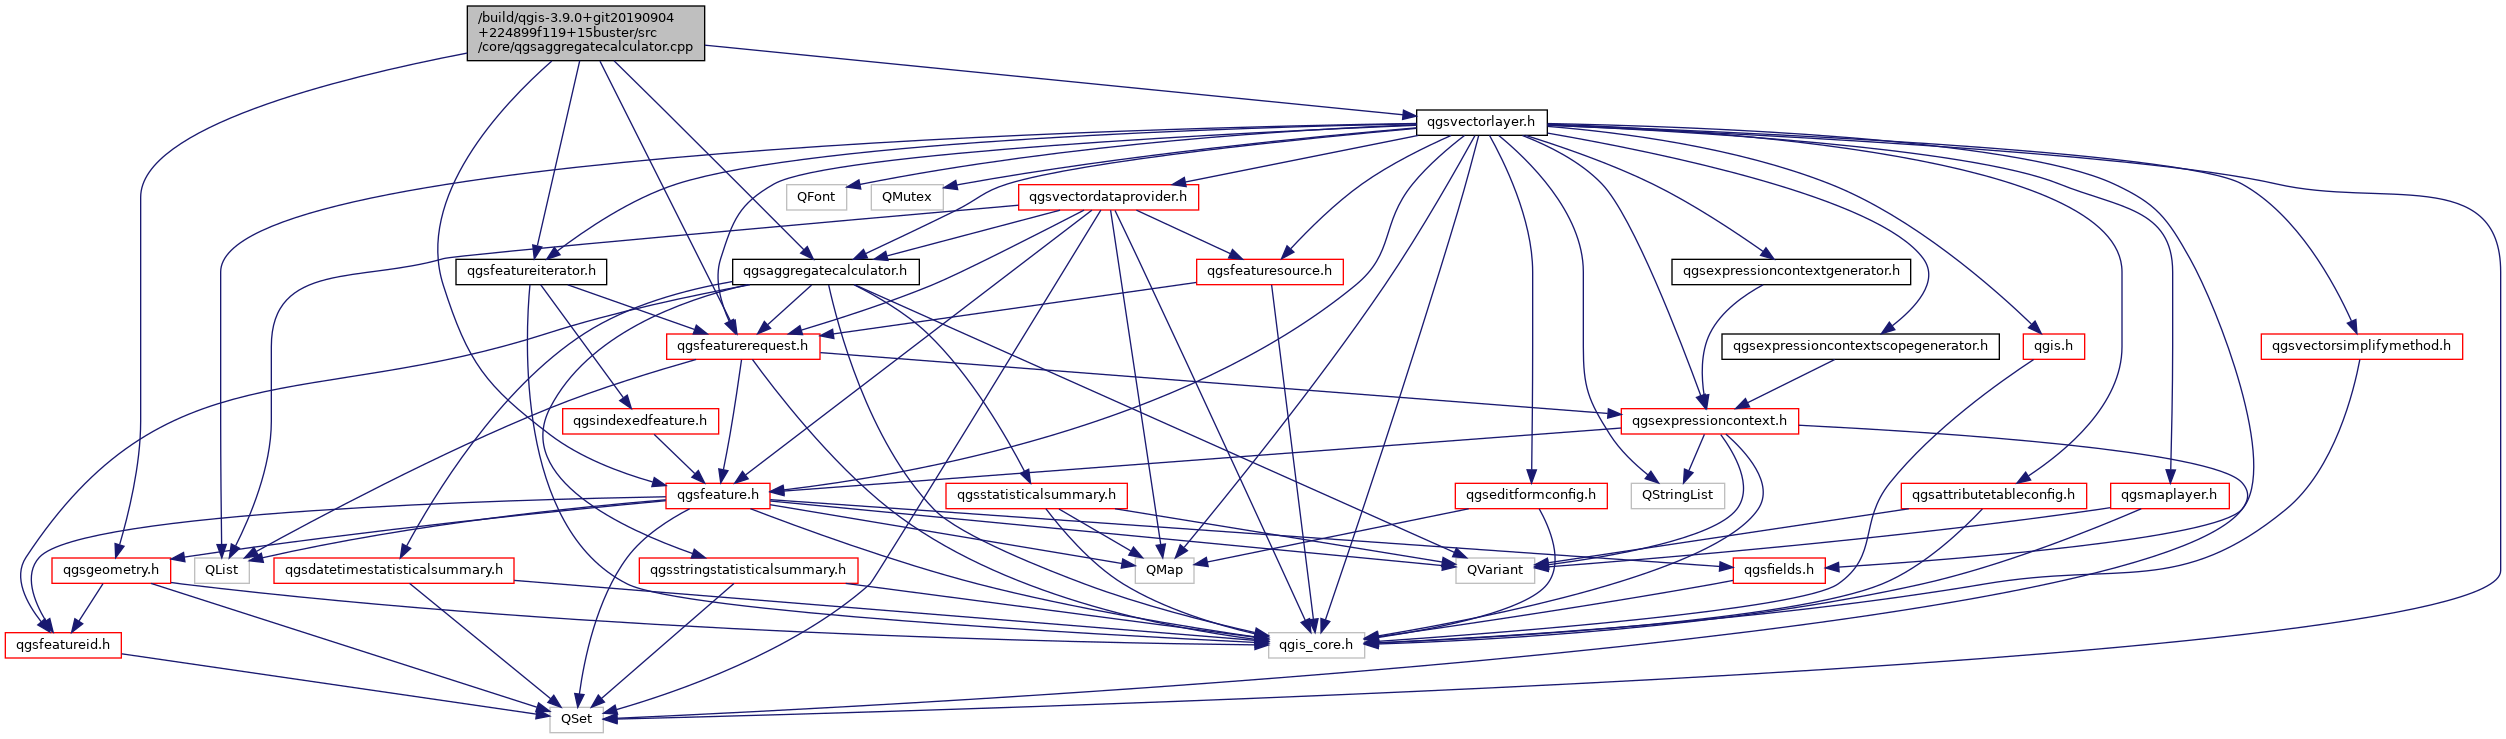 /build/qgis-3.9.0+git20190904
+224899f119+15buster/src
/core/qgsaggregatecalculator.cpp
qgsvectorlayer.h
QFont
QMutex
qgsvectordataprovider.h
qgsfeatureiterator.h
qgsaggregatecalculator.h
qgsfeaturesource.h
qgsexpressioncontextgenerator.h
qgsfeaturerequest.h
qgsexpressioncontextscopegenerator.h
qgis.h
qgsvectorsimplifymethod.h
qgsindexedfeature.h
qgsexpressioncontext.h
qgsfeature.h
qgsstatisticalsummary.h
qgseditformconfig.h
QStringList
qgsattributetableconfig.h
qgsmaplayer.h
qgsgeometry.h
QList
qgsdatetimestatisticalsummary.h
qgsstringstatisticalsummary.h
QMap
QVariant
qgsfields.h
qgsfeatureid.h
qgis_core.h
QSet